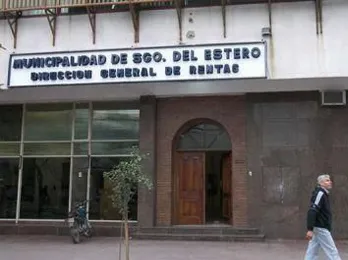 MUNICIPALIDAD DE SGO. DEL ESTERO
DIRECCION GENERAL DE RENTAS